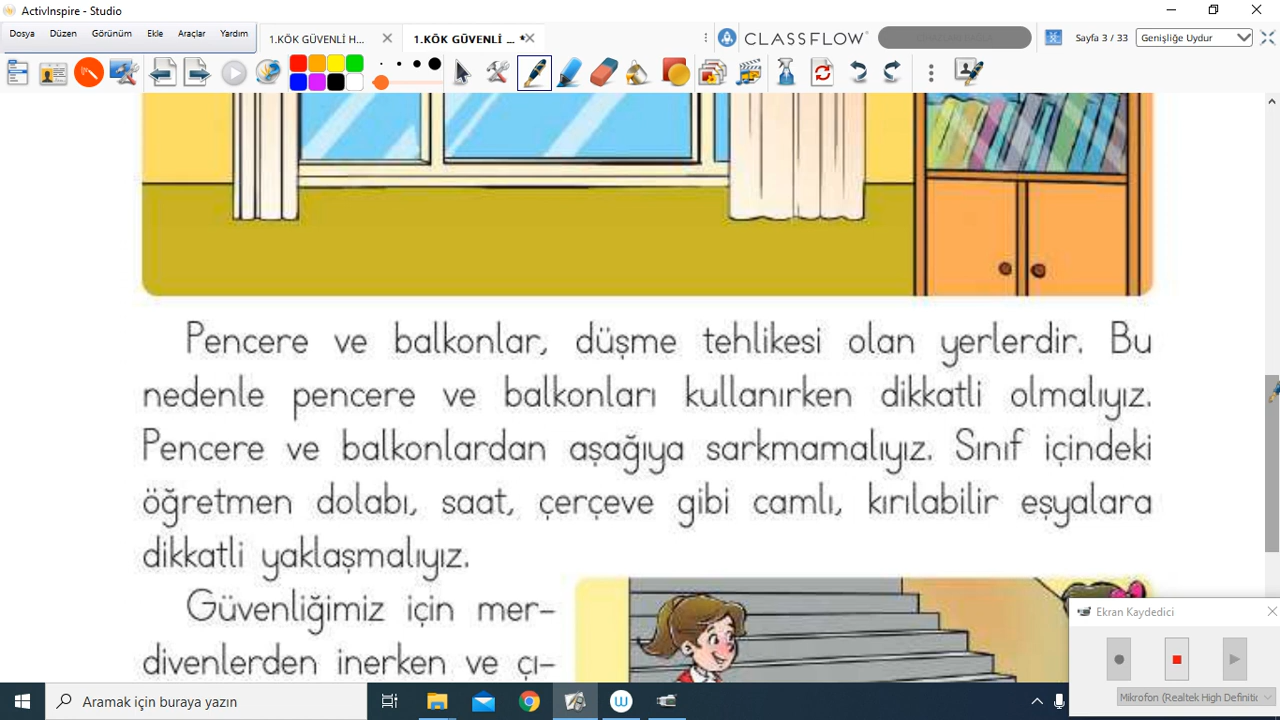 ActivInspire - Studio
Dosya Düzen Görünüm Ekle Araçlar Yardım
1.KÖK GÜVENLİ H...
1.KÖK GÜVENLİ ... *
CLASSFLOW
Sayfa 3 / 33
Genişliğe Uydur
Pencere ve balkonlar, düşme tehlikesi olan yerlerdir. Bu
nedenle pencere ve balkonları kullanırken dikkatli olmalıyız.
Pencere ve balkonlardan aşağıya sarkmamalıyız. Sınıf içindeki
öğretmen dolabı, saat, çerçeve gibi camlı, kırılabilir eşyalara
dikkatli yaklaşmalıyız.
Güvenliğimiz için mer-
divenlerden inerken ve çı-
Ekran Kaydedici
Mikrofon (Realtek High Definitic
Aramak için buraya yazın